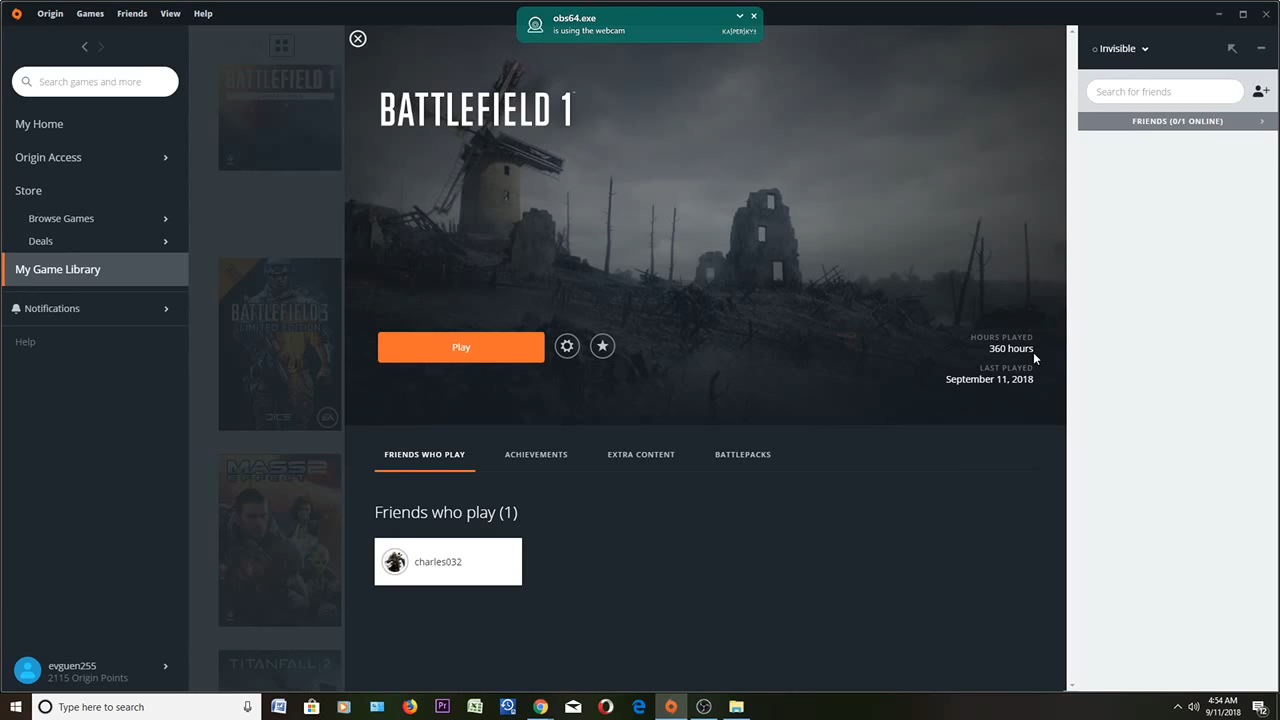 Origin Games Friends View Help
obs64.exe
is using the webcam
KASPERSKY
Search games and more
My Home
Origin Access
Store
Browse Games
Deals
My Game Library
Notifications
Help
evguen255
2115 Origin Points
BATTLEFIELD 1
BATTLEFIELD 3
LIMITED EDITION
DICE
EA
MASS EFFECT 2
TITANFALL 2
BATTLEFIELD 1
Play
HOURS PLAYED
360 hours
LAST PLAYED
September 11, 2018
FRIENDS WHO PLAY ACHIEVEMENTS EXTRA CONTENT BATTLEPACKS
Friends who play (1)
charles032
Invisible
Search for friends
FRIENDS (0/1 ONLINE)
Type here to search
4:54 AM
9/11/2018
12